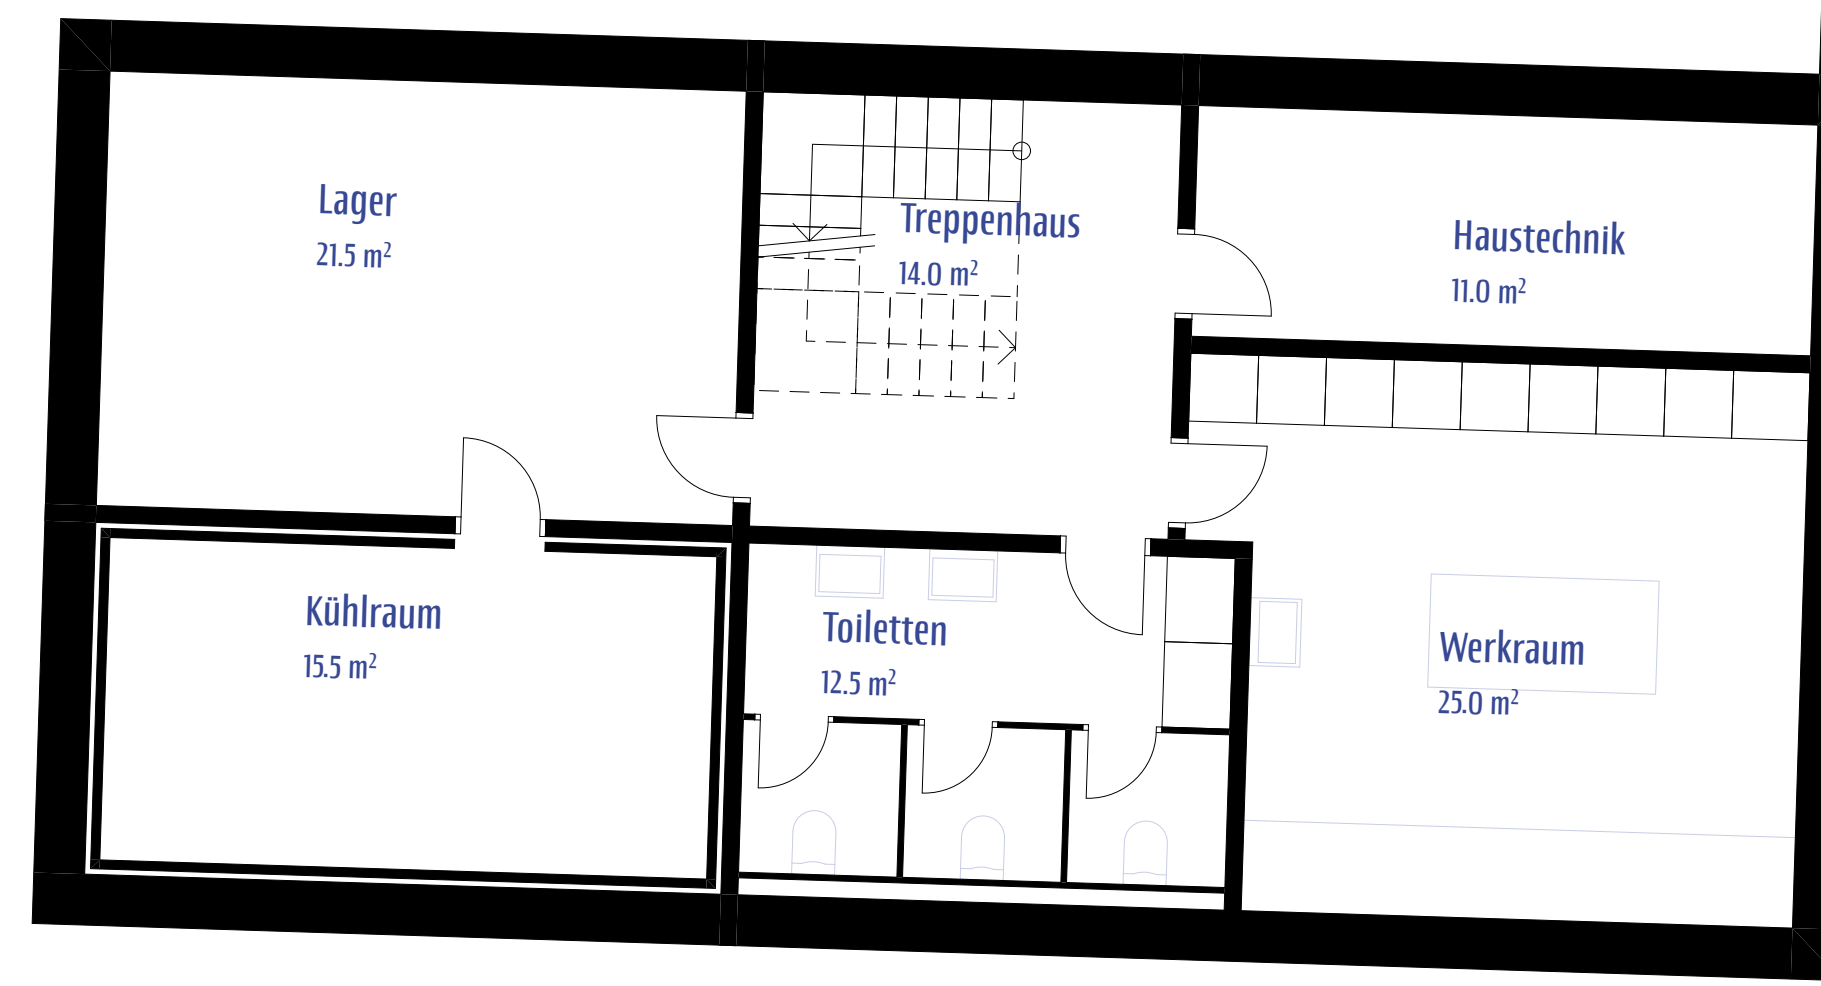 Lager
21.5 m²
Treppenhaus
14.0 m²
Haustechnik
11.0 m²
Kühlraum
15.5 m²
Toiletten
12.5 m²
Werkraum
25.0 m²